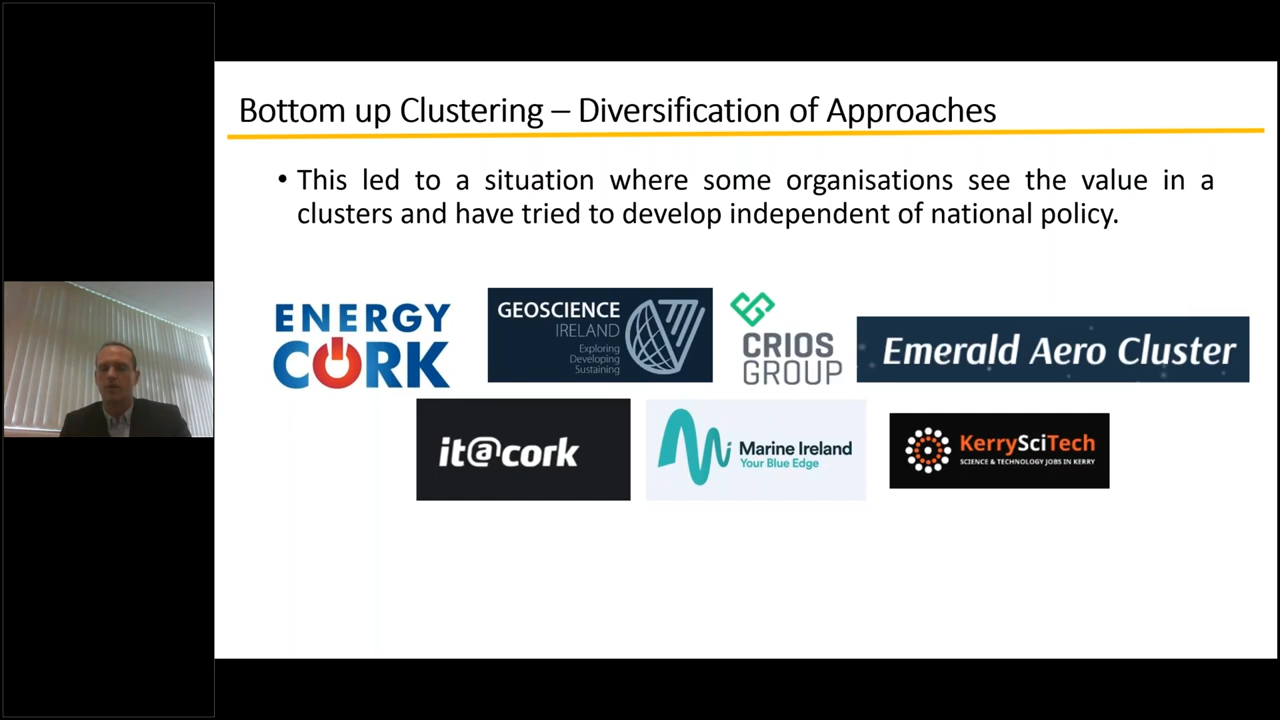 Bottom up Clustering – Diversification of Approaches
• This led to a situation where some organisations see the value in a
clusters and have tried to develop independent of national policy.
ENERGY
CORK
GEOSCIENCE
IRELAND
Exploring
Developing
Sustaining
CRIOS
GROUP
Emerald Aero Cluster
it@cork
Marine Ireland
Your Blue Edge
KerrySciTech
SCIENCE & TECHNOLOGY JOBS IN KERRY